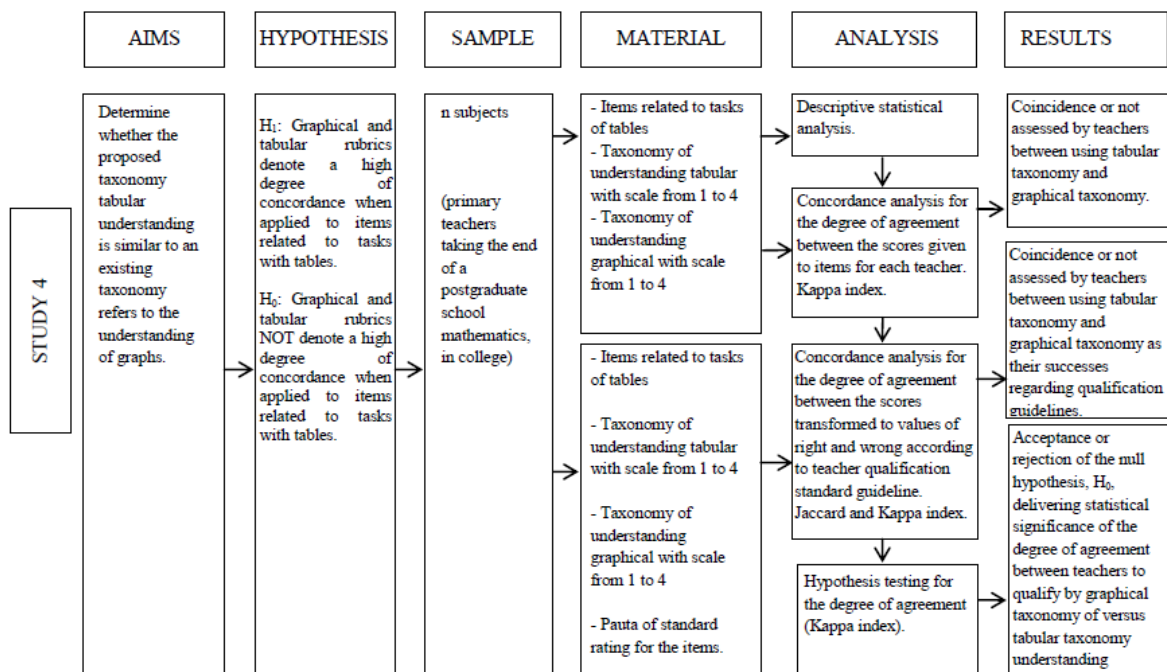 AIMS
HYPOTHESIS
SAMPLE
MATERIAL
ANALYSIS
RESULTS
STUDY 4
Determine
whether the
proposed
taxonomy
tabular
understanding
is similar to an
existing
taxonomy
refers to the
understanding
of graphs.
H1: Graphical and
tabular rubrics
denote a high
degree of
concordance when
applied to items
related to tasks
with tables.
H0: Graphical and
tabular rubrics
NOT denote a high
degree of
concordance when
applied to items
related to tasks
with tables.
n subjects
(primary
teachers
taking the end
of a
postgraduate
school
mathematics,
in college)
- Items related to tasks
of tables
- Taxonomy of
understanding tabular
with scale from 1 to 4
- Taxonomy of
understanding
graphical with scale
from 1 to 4
- Items related to tasks
of tables
- Taxonomy of
understanding tabular
with scale from 1 to 4
- Taxonomy of
understanding
graphical with scale
from 1 to 4
- Pauta of standard
rating for the items.
Descriptive statistical
analysis.
Concordance analysis for
the degree of agreement
between the scores given
to items for each teacher.
Kappa index.
Concordance analysis for
the degree of agreement
between the scores
transformed to values of
right and wrong according
to teacher qualification
standard guideline.
Jaccard and Kappa index.
Hypothesis testing for
the degree of agreement
(Kappa index).
Coincidence or not
assessed by teachers
between using tabular
taxonomy and
graphical taxonomy.
Coincidence or not
assessed by teachers
between using tabular
taxonomy and
graphical taxonomy as
their successes
regarding qualification
guidelines.
Acceptance or
rejection of the null
hypothesis, H0,
delivering statistical
significance of the
degree of agreement
between teachers to
qualify by graphical
taxonomy of versus
tabular taxonomy
understanding